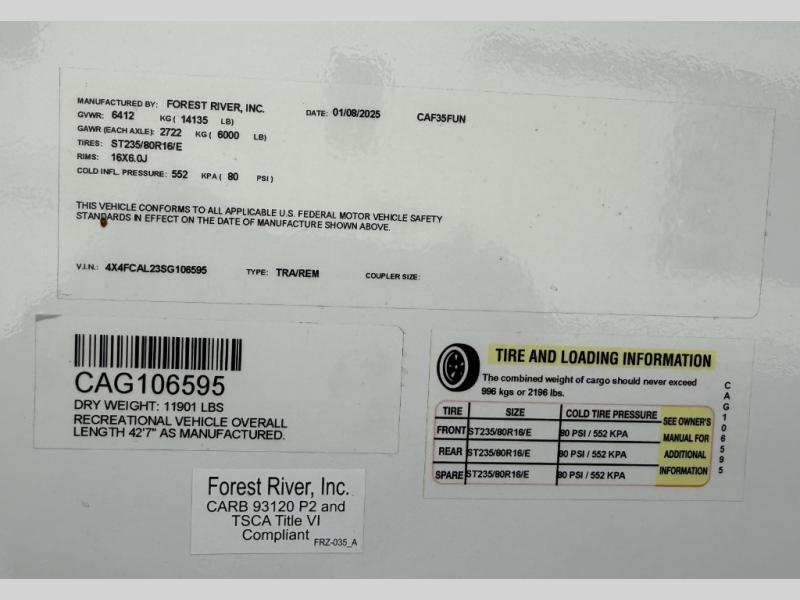 MANUFACTURED BY: FOREST RIVER, INC. DATE: 01/08/2025 CAF35FUN
GVWR: 6412 KG ( 14135 LB)
GAWR (EACH AXLE): 2722 KG ( 6000 LB)
TIRES: ST235/80R16/E
RIMS: 16X6.0J
COLD INFL. PRESSURE: 552 KPA ( 80 PSI )
THIS VEHICLE CONFORMS TO ALL APPLICABLE U.S. FEDERAL MOTOR VEHICLE SAFETY
STANDARDS IN EFFECT ON THE DATE OF MANUFACTURE SHOWN ABOVE.
V.I.N.: 4X4FCAL23SG106595 TYPE: TRA/REM COUPLER SIZE:
CAG106595
DRY WEIGHT: 11901 LBS
RECREATIONAL VEHICLE OVERALL
LENGTH 42'7" AS MANUFACTURED.
Forest River, Inc.
CARB 93120 P2 and
TSCA Title VI
Compliant
FRZ-035_A
TIRE AND LOADING INFORMATION
The combined weight of cargo should never exceed
996 kgs or 2196 lbs.
TIRE SIZE COLD TIRE PRESSURE
FRONT ST235/80R16/E 80 PSI / 552 KPA
REAR ST235/80R16/E 80 PSI / 552 KPA
SPARE ST235/80R16/E 80 PSI / 552 KPA
SEE OWNER'S
MANUAL FOR
ADDITIONAL
INFORMATION
CAG106595